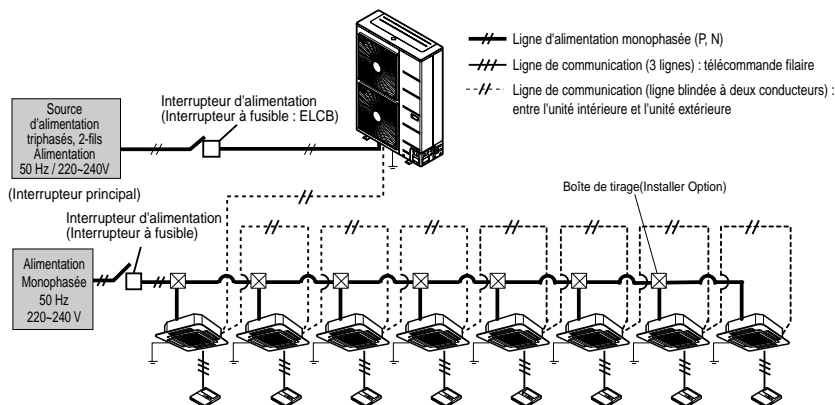 Ligne d'alimentation monophasée (P, N)
Ligne de communication (3 lignes) : télécommande filaire
Ligne de communication (ligne blindée à deux conducteurs) :
entre l'unité intérieure et l'unité extérieure
Source
d'alimentation
triphasés, 2-fils
Alimentation
50 Hz / 220~240V
Interrupteur d'alimentation
(Interrupteur à fusible : ELCB)
(Interrupteur principal)
Interrupteur d'alimentation
(Interrupteur à fusible)
Boîte de tirage(Installer Option)
Alimentation
Monophasée
50 Hz
220~240 V